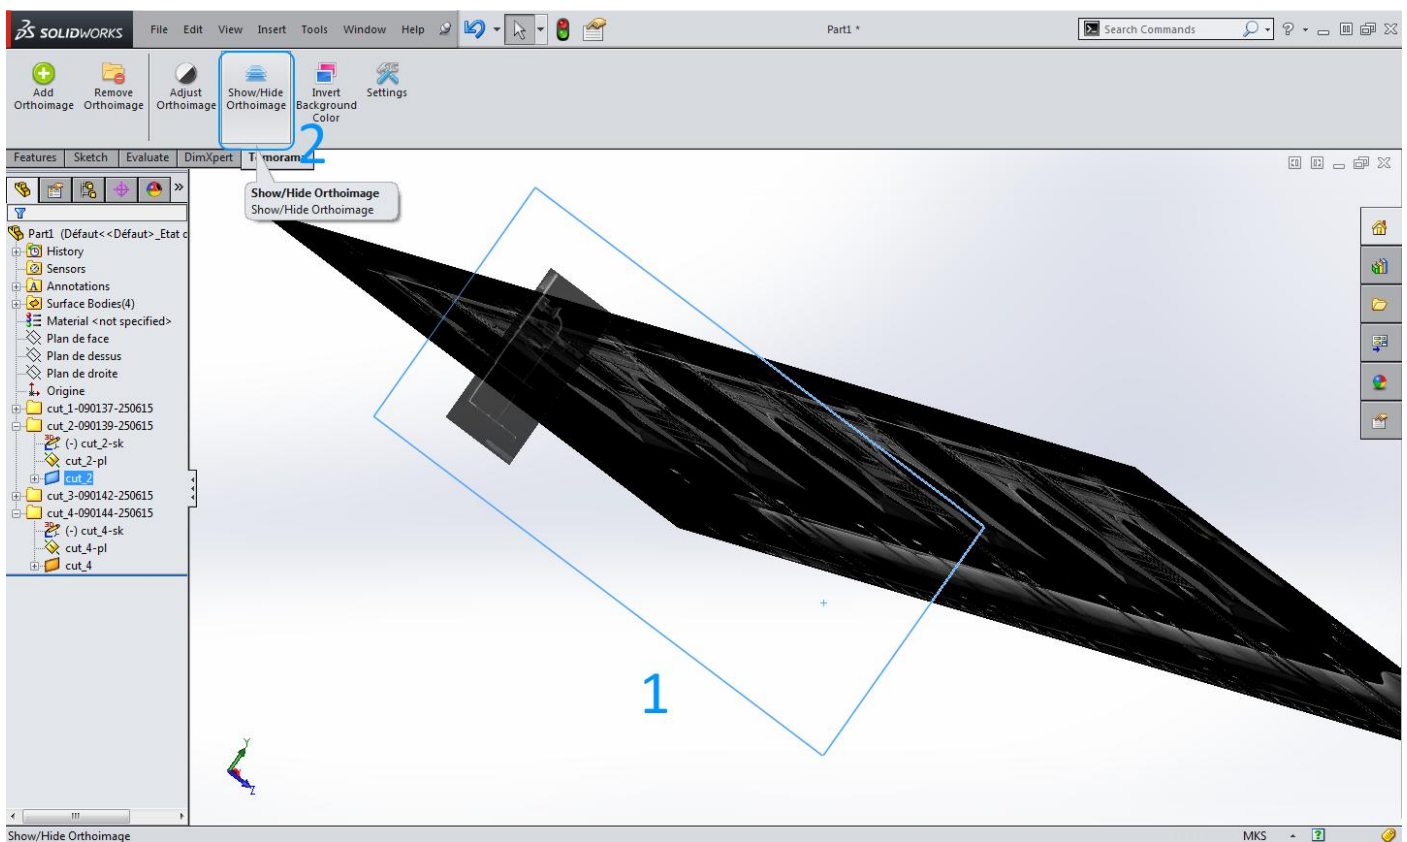 SOLIDWORKS File Edit View Insert Tools Window Help Part1 * Search Commands
Add Orthoimage
Remove Orthoimage
Adjust Orthoimage
Show/Hide Orthoimage
Invert Background Color
Settings
2
Features Sketch Evaluate DimXpert
Show/Hide Orthoimage
Show/Hide Orthoimage
Part1 (Défaut<<Défaut>_Etat
History
Sensors
Annotations
Surface Bodies(4)
Material <not specified>
Plan de face
Plan de dessus
Plan de droite
Origine
cut_1-090137-250615
cut_2-090139-250615
(-) cut_2-sk
cut_2-pl
cut_2
cut_3-090142-250615
cut_4-090144-250615
(-) cut_4-sk
cut_4-pl
cut_4
1
Y
Z
Show/Hide Orthoimage MKS